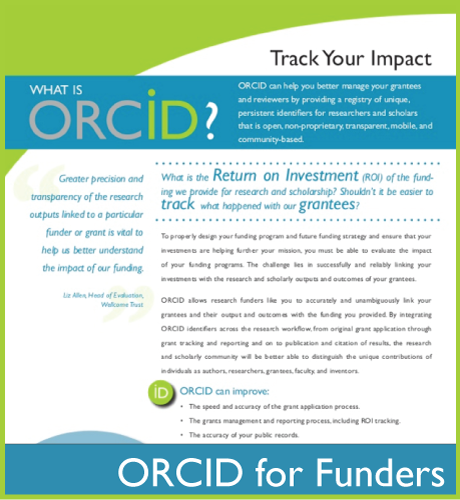 Track Your Impact
WHAT IS
ORCiD?
ORCID can help you better manage your grantees
and reviewers by providing a registry of unique,
persistent identifiers for researchers and scholars
that is open, non-proprietary, transparent, mobile, and
community-based.
Greater precision and
transparency of the research
outputs linked to a particular
funder or grant is vital to
help us better understand
the impact of our funding.
Liz Allen, Head of Evaluation,
Wellcome Trust
What is the Return on Investment (ROI) of the fund-
ing we provide for research and scholarship? Shouldn't it be easier to
track what happened with our grantees?
To properly design your funding program and future funding strategy and ensure that your
investments are helping further your mission, you must be able to evaluate the impact
of your funding programs. The challenge lies in successfully and reliably linking your
investments with the research and scholarly outputs and outcomes of your grantees.
ORCID allows research funders like you to accurately and unambiguously link your
grantees and their output and outcomes with the funding you provided. By integrating
ORCID identifiers across the research workflow, from original grant application through
grant tracking and reporting and on to publication and citation of results, the research
and scholarly community will be better able to distinguish the unique contributions of
individuals as authors, researchers, grantees, faculty, and inventors.
iD ORCID can improve:
• The speed and accuracy of the grant application process.
• The grants management and reporting process, including ROI tracking.
• The accuracy of your public records.
ORCID for Funders